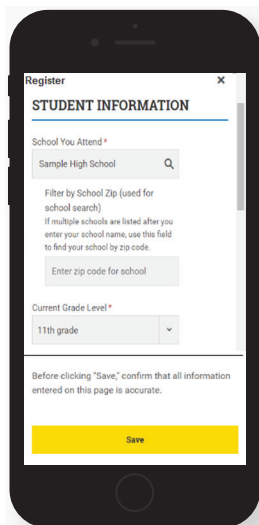 Register ×
STUDENT INFORMATION
School You Attend *
Sample High School
Filter by School Zip (used for
school search)
If multiple schools are listed after you
enter your school name, use this field
to find your school by zip code.
Enter zip code for school
Current Grade Level *
11th grade
Before clicking "Save," confirm that all information
entered on this page is accurate.
Save